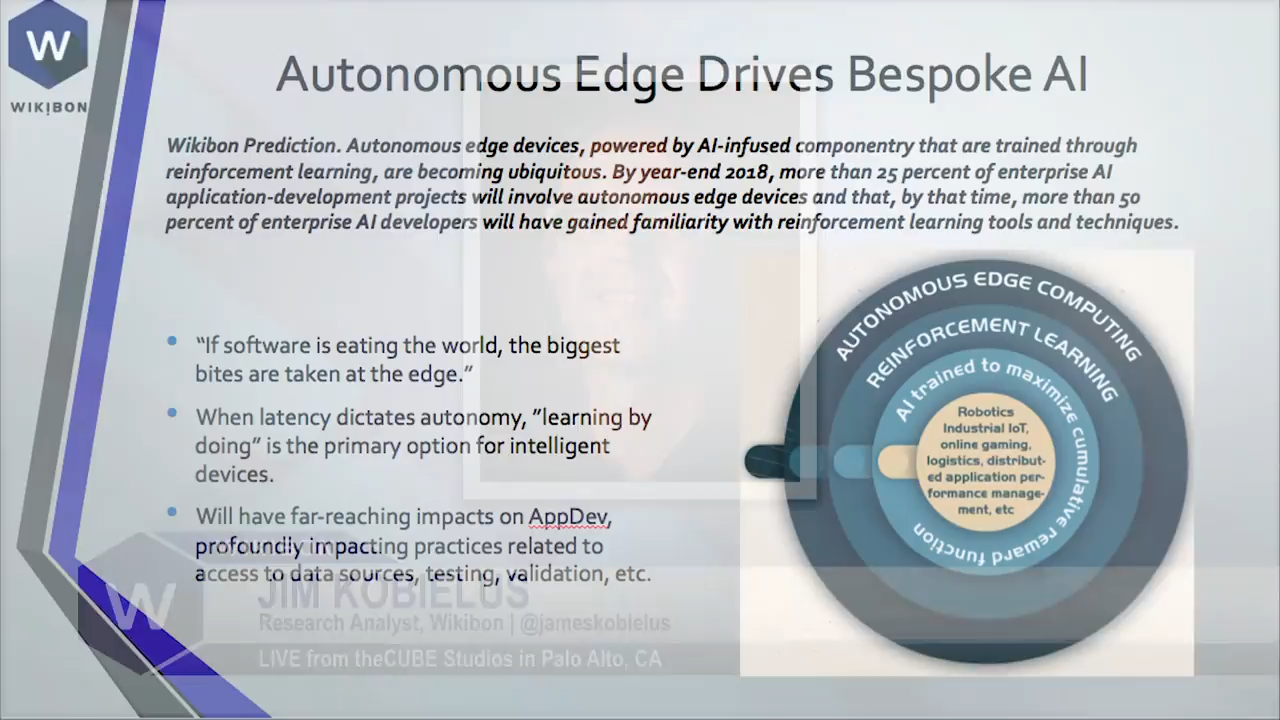 W
WIKIBON
Autonomous Edge Drives Bespoke AI
Wikibon Prediction. Autonomous edge devices, powered by AI-infused componentry that are trained through
reinforcement learning, are becoming ubiquitous. By year-end 2018, more than 25 percent of enterprise AI
application-development projects will involve autonomous edge devices and that, by that time, more than 50
percent of enterprise AI developers will have gained familiarity with reinforcement learning tools and techniques.
• “If software is eating the world, the biggest
bites are taken at the edge.”
• When latency dictates autonomy, ”learning by
doing“ is the primary option for intelligent
devices.
• Will have far-reaching impacts on AppDev,
profoundly impacting practices related to
access to data sources, testing, validation, etc.
AUTONOMOUS EDGE COMPUTING
REINFORCEMENT LEARNING
AI trained to maximize cumulative reward function
Robotics
Industrial IoT,
online gaming,
logistics, distribut-
ed application per-
formance manage-
ment, etc
W
JIM KOBIELUS
Research Analyst, Wikibon | @jameskobielus
LIVE from theCUBE Studios in Palo Alto, CA